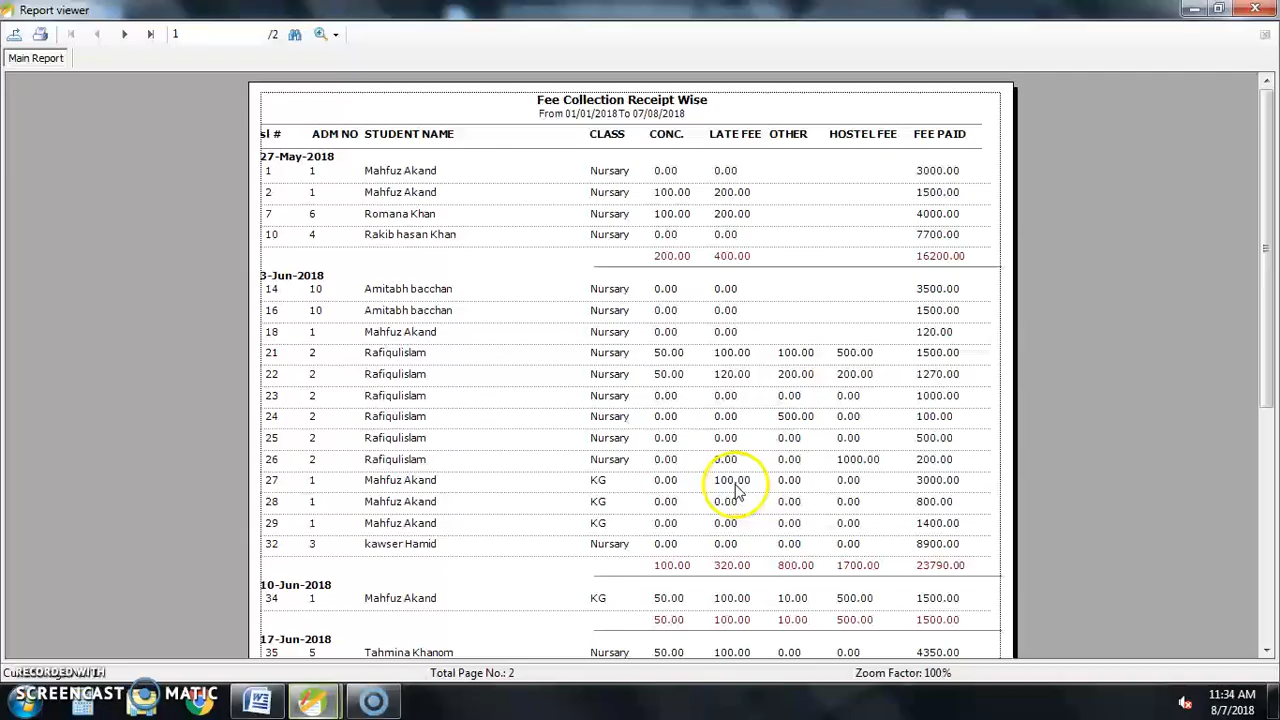 Report viewer
1 /2
Main Report
Fee Collection Receipt Wise
From 01/01/2018 To 07/08/2018
sl # ADM NO STUDENT NAME CLASS CONC. LATE FEE OTHER HOSTEL FEE FEE PAID
27-May-2018
1 1 Mahfuz Akand Nursary 0.00 0.00 3000.00
2 1 Mahfuz Akand Nursary 100.00 200.00 1500.00
7 6 Romana Khan Nursary 100.00 200.00 4000.00
10 4 Rakib hasan Khan Nursary 0.00 0.00 7700.00
200.00 400.00 16200.00
3-Jun-2018
14 10 Amitabh bacchan Nursary 0.00 0.00 3500.00
16 10 Amitabh bacchan Nursary 0.00 0.00 1500.00
18 1 Mahfuz Akand Nursary 0.00 0.00 120.00
21 2 Rafiqulislam Nursary 50.00 100.00 100.00 500.00 1500.00
22 2 Rafiqulislam Nursary 50.00 120.00 200.00 200.00 1270.00
23 2 Rafiqulislam Nursary 0.00 0.00 0.00 0.00 1000.00
24 2 Rafiqulislam Nursary 0.00 0.00 500.00 0.00 100.00
25 2 Rafiqulislam Nursary 0.00 0.00 0.00 0.00 500.00
26 2 Rafiqulislam Nursary 0.00 0.00 0.00 1000.00 200.00
27 1 Mahfuz Akand KG 0.00 100.00 0.00 0.00 3000.00
28 1 Mahfuz Akand KG 0.00 0.00 0.00 0.00 800.00
29 1 Mahfuz Akand KG 0.00 0.00 0.00 0.00 1400.00
32 3 kawser Hamid Nursary 0.00 0.00 0.00 0.00 8900.00
100.00 320.00 800.00 1700.00 23790.00
10-Jun-2018
34 1 Mahfuz Akand KG 50.00 100.00 10.00 500.00 1500.00
50.00 100.00 10.00 500.00 1500.00
17-Jun-2018
35 5 Tahmina Khanom Nursary 50.00 100.00 0.00 0.00 4350.00
Total Page No.: 2 Zoom Factor: 100%
RECORDED WITH
SCREENCAST MATIC
11:34 AM
8/7/2018